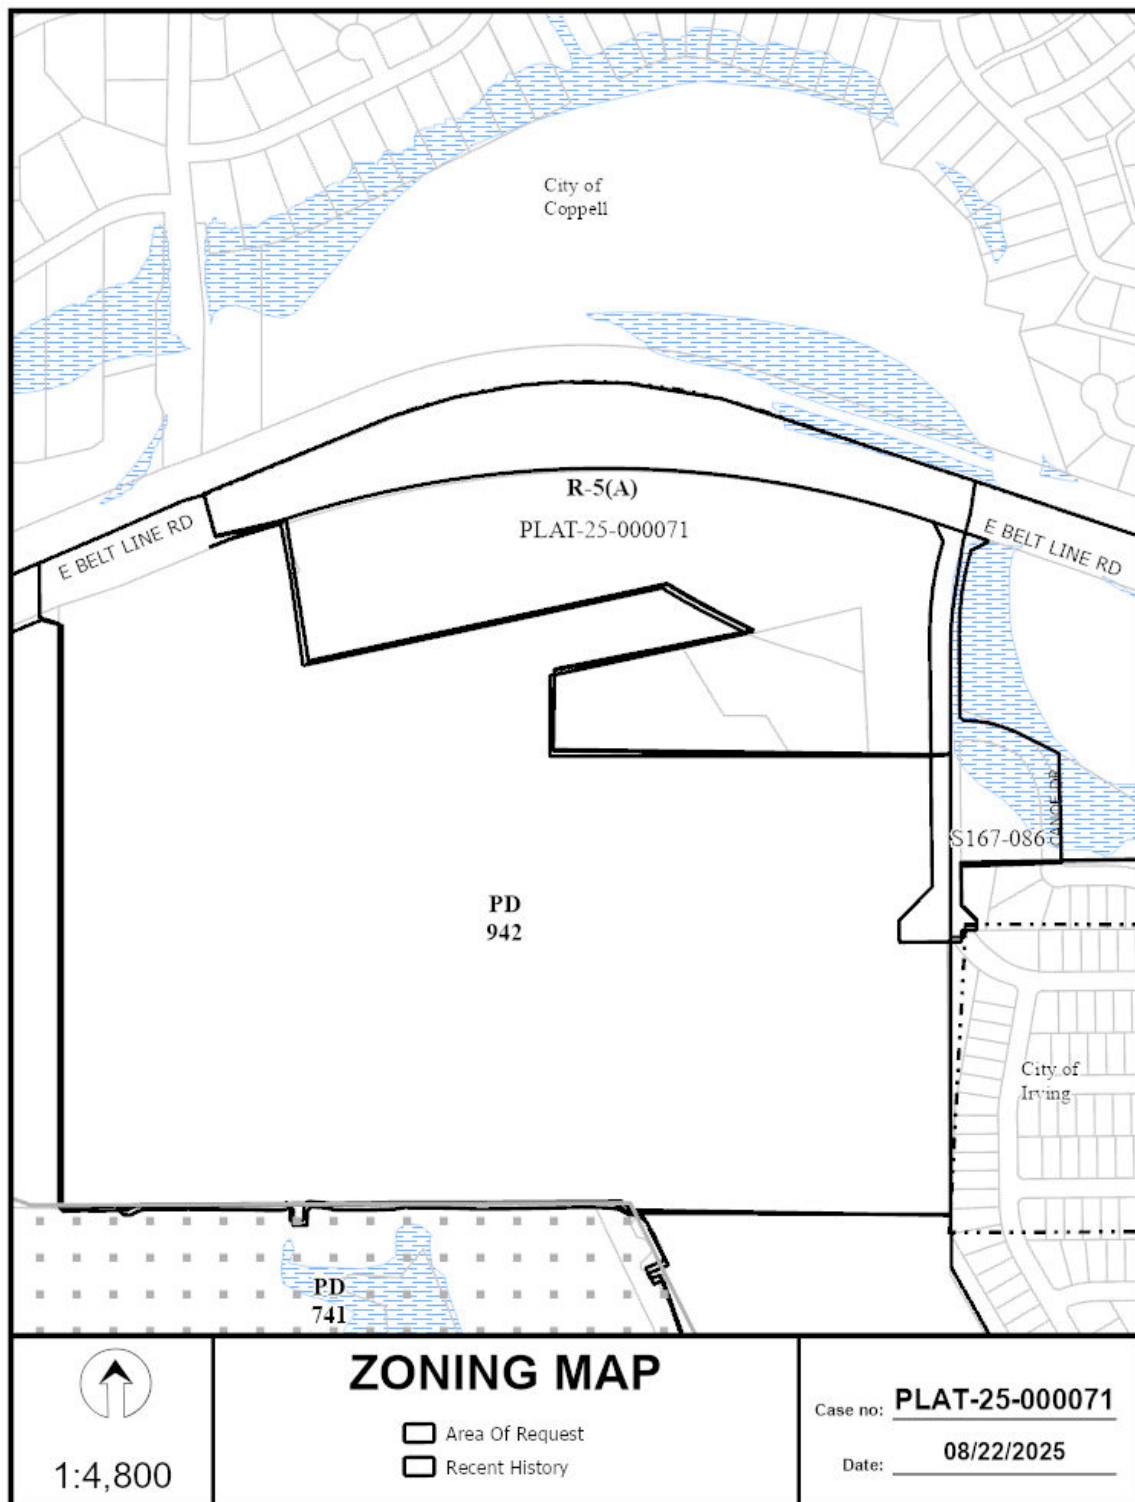 City of
Coppell
E BELT LINE RD
R-5(A)
PLAT-25-000071
E BELT LINE RD
CANOE DR
S167-086
PD
942
City of
Irving
PD
741
1:4,800
ZONING MAP
Area Of Request
Recent History
Case no: PLAT-25-000071
Date: 08/22/2025